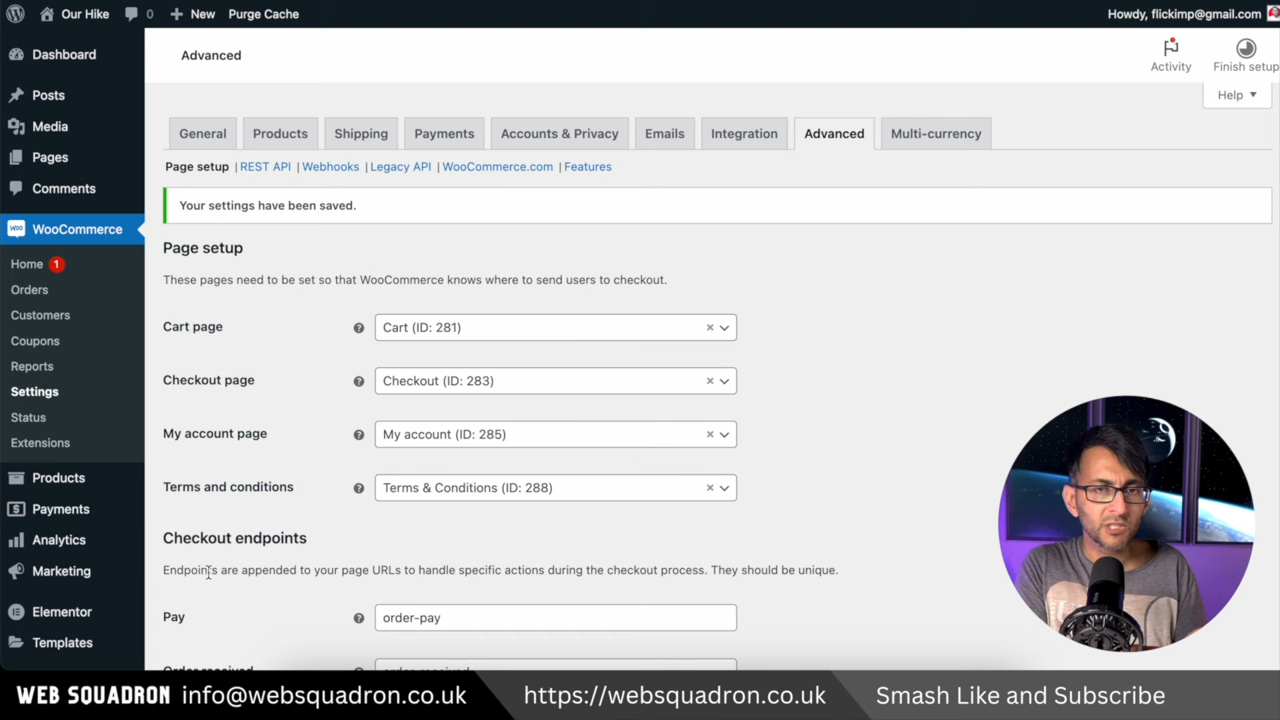 Our Hike
0
New
Purge Cache
Howdy, flickimp@gmail.com
Dashboard
Posts
Media
Pages
Comments
WooCommerce
Home 1
Orders
Customers
Coupons
Reports
Settings
Status
Extensions
Products
Payments
Analytics
Marketing
Elementor
Templates
Advanced
Activity
Finish setup
Help
General
Products
Shipping
Payments
Accounts & Privacy
Emails
Integration
Advanced
Multi-currency
Page setup | REST API | Webhooks | Legacy API | WooCommerce.com | Features
Your settings have been saved.
Page setup
These pages need to be set so that WooCommerce knows where to send users to checkout.
Cart page
Cart (ID: 281)
Checkout page
Checkout (ID: 283)
My account page
My account (ID: 285)
Terms and conditions
Terms & Conditions (ID: 288)
Checkout endpoints
Endpoints are appended to your page URLs to handle specific actions during the checkout process. They should be unique.
Pay
order-pay
Order received
order-received
WEB SQUADRON info@websquadron.co.uk
https://websquadron.co.uk
Smash Like and Subscribe